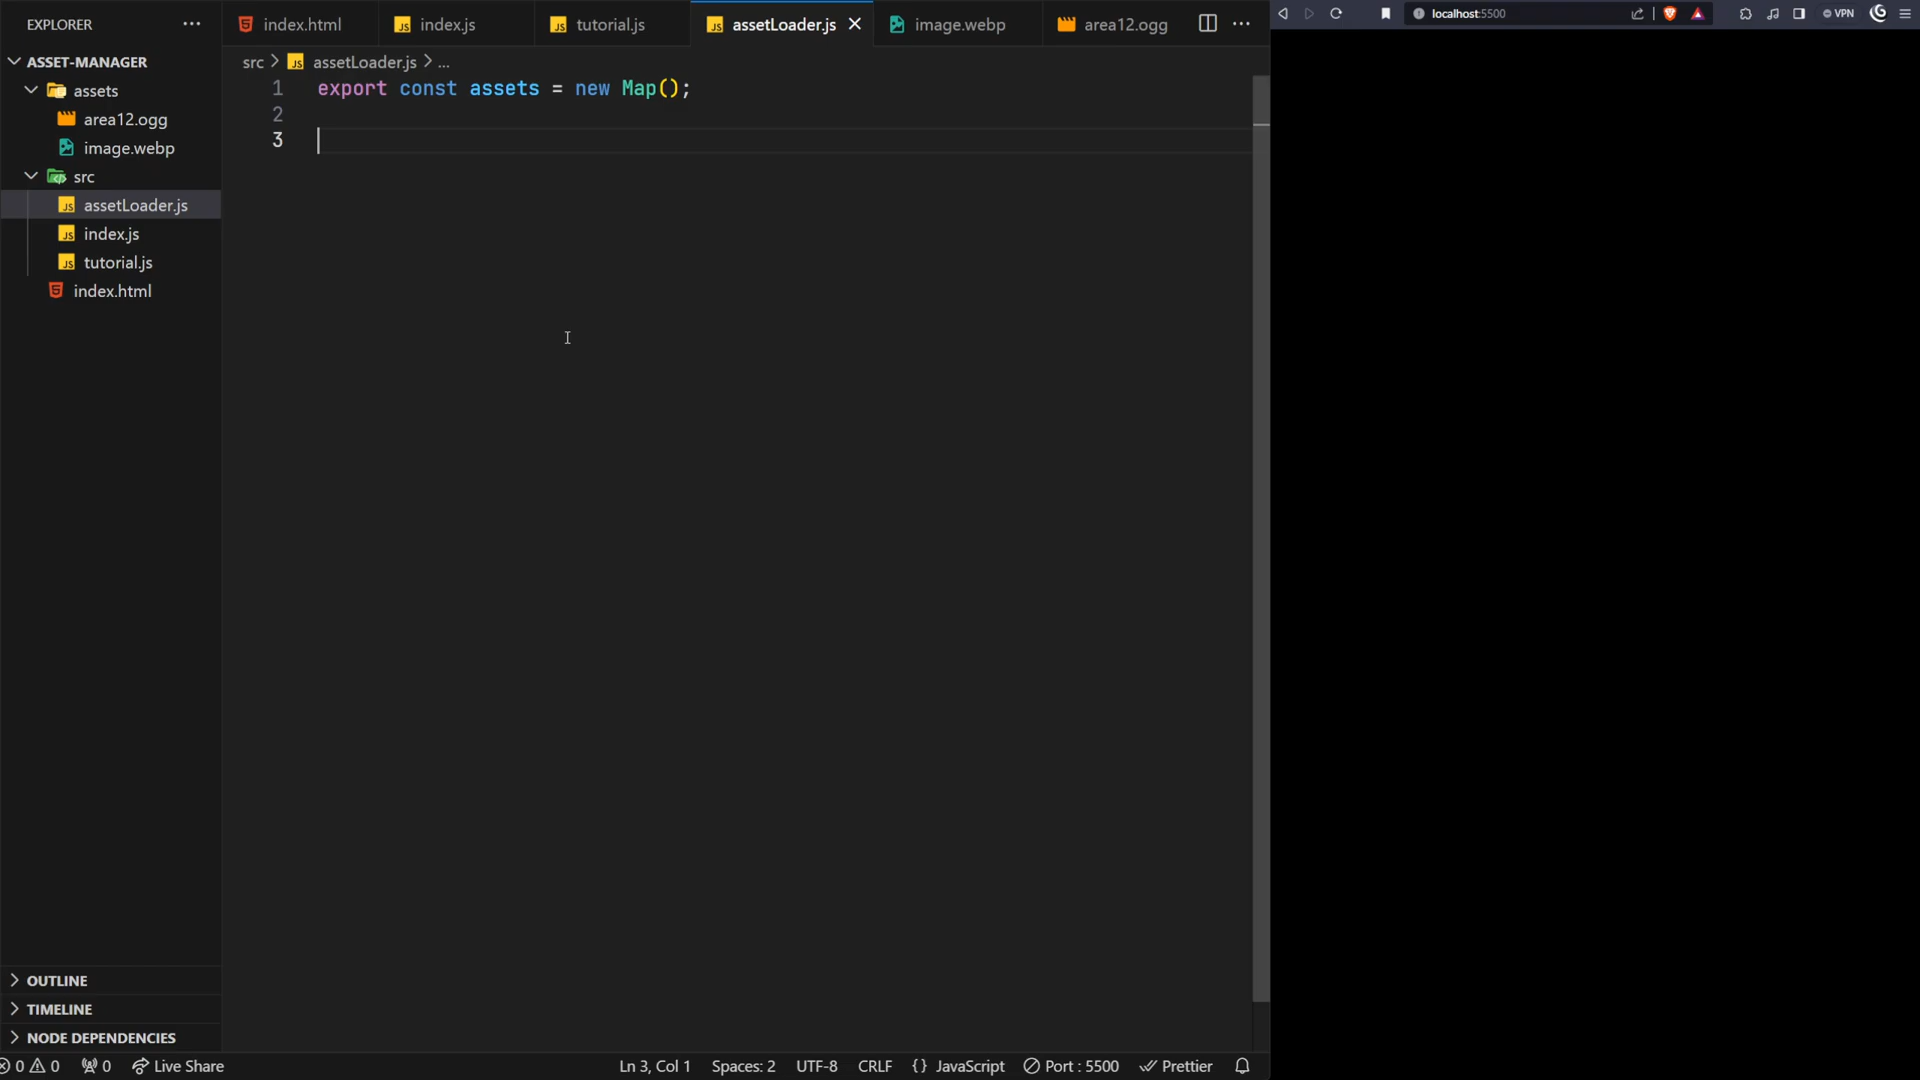 EXPLORER
index.html
index.js
tutorial.js
assetLoader.js
image.webp
area12.ogg
localhost:5500
VPN
ASSET-MANAGER
assets
area12.ogg
image.webp
src
assetLoader.js
index.js
tutorial.js
index.html
src > JS assetLoader.js > ...
1 export const assets = new Map();
2
3
OUTLINE
TIMELINE
NODE DEPENDENCIES
0 0 0 Live Share
Ln 3, Col 1 Spaces: 2 UTF-8 CRLF {} JavaScript Port : 5500 Prettier